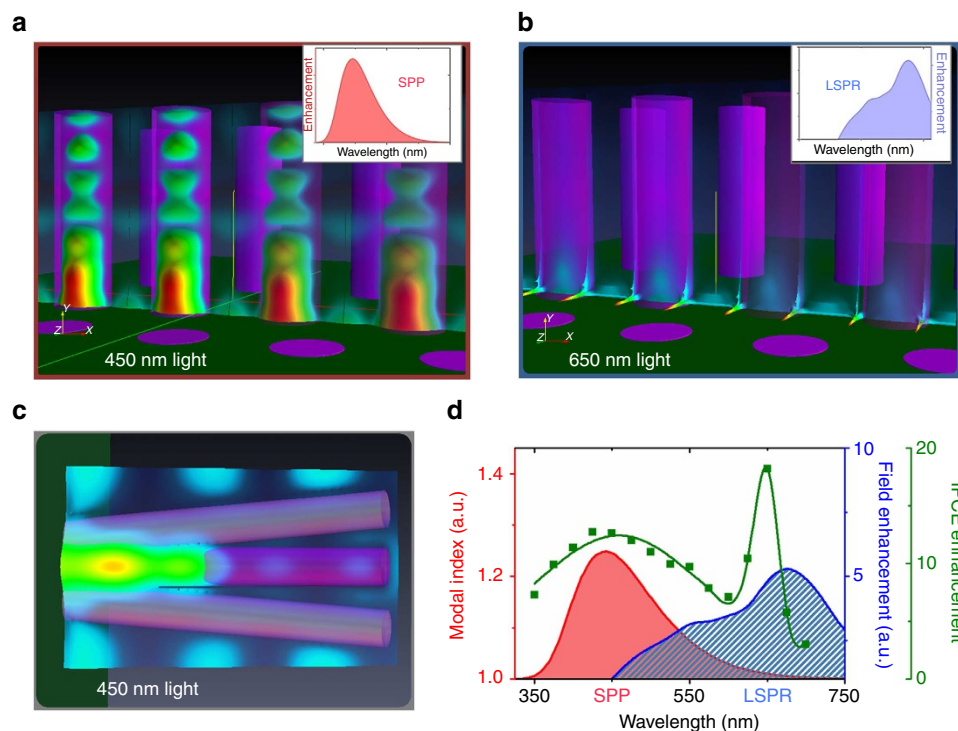 a
Enhancement
SPP
Wavelength (nm)
Y
Z
X
450 nm light
b
LSPR
Enhancement
Wavelength (nm)
Y
Z
X
650 nm light
c
450 nm light
d
1.4
1.2
1.0
Modal index (a.u.)
10
5
Field enhancement (a.u.)
20
10
0
IPCE enhancement
350
SPP
550
LSPR
750
Wavelength (nm)